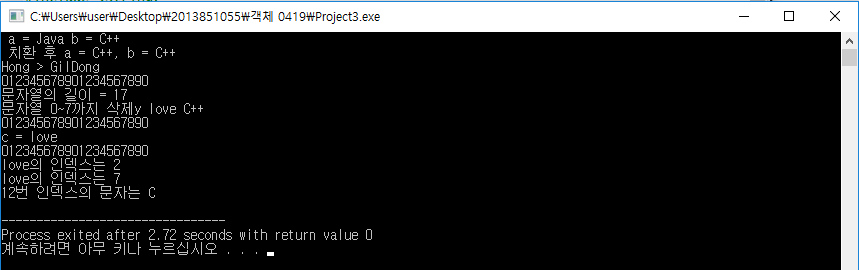 C:\Users\user\Desktop\2013851055\객체 0419\Project3.exe
a = Java b = C++
치환 후 a = C++, b = C++
Hong > GilDong
012345678901234567890
문자열의 길이 = 17
문자열 0~7까지 삭제y love C++
012345678901234567890
c = love
012345678901234567890
love의 인덱스는 2
love의 인덱스는 7
12번 인덱스의 문자는 C
--------------------------------
Process exited after 2.72 seconds with return value 0
계속하려면 아무 키나 누르십시오 . . .